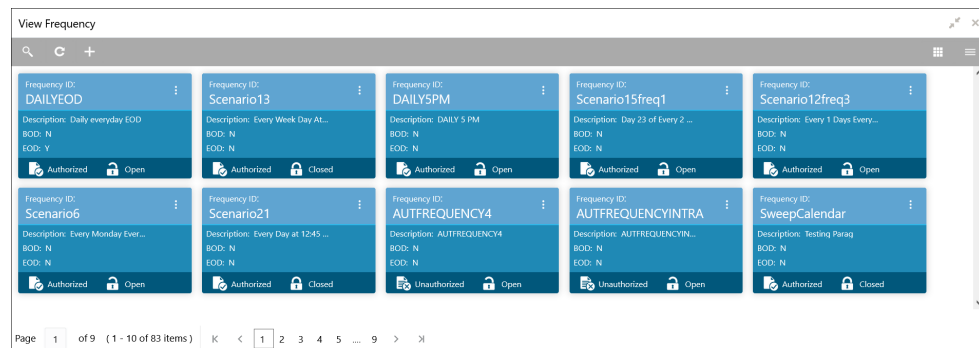 View Frequency
Frequency ID:
DAILYEOD
Description: Daily everyday EOD
BOD: N
EOD: Y
Authorized Open
Frequency ID:
Scenario13
Description: Every Week Day At...
BOD: N
EOD: N
Authorized Closed
Frequency ID:
DAILY5PM
Description: DAILY 5 PM
BOD: N
EOD: N
Authorized Open
Frequency ID:
Scenario15freq1
Description: Day 23 of Every 2 ...
BOD: N
EOD: N
Authorized Open
Frequency ID:
Scenario12freq3
Description: Every 1 Days Every...
BOD: N
EOD: N
Authorized Open
Frequency ID:
Scenario6
Description: Every Monday Ever...
BOD: N
EOD: N
Authorized Open
Frequency ID:
Scenario21
Description: Every Day at 12:45 ...
BOD: N
EOD: N
Authorized Closed
Frequency ID:
AUTFREQUENCY4
Description: AUTFREQUENCY4
BOD: N
EOD: N
Unauthorized Open
Frequency ID:
AUTFREQUENCYINTRA
Description: AUTFREQUENCYIN...
BOD: N
EOD: N
Unauthorized Open
Frequency ID:
SweepCalendar
Description: Testing Parag
BOD: N
EOD: N
Authorized Closed
Page 1 of 9 ( 1 - 10 of 83 items ) 1 2 3 4 5 .... 9